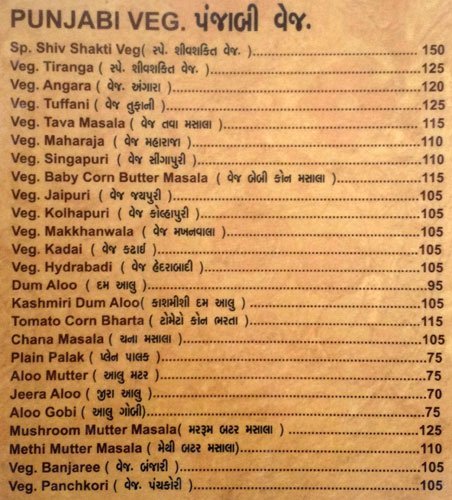 PUNJABI VEG. પંજાબી વેજ.
Sp. Shiv Shakti Veg( સ્પે. શીવશકિત વેજ. )..........150
Veg. Tiranga ( સ્પે. શીવશકિત વેજ. )..........125
Veg. Angara ( વેજ. અંગારા )..........120
Veg. Tuffani ( વેજ તુફાની )..........125
Veg. Tava Masala ( વેજ તવા મસાલા )..........115
Veg. Maharaja ( વેજ મહારાજા )..........110
Veg. Singapuri ( વેજ સીંગાપુરી )..........110
Veg. Baby Corn Butter Masala ( વેજ બેબી કોન મસાલા )..........115
Veg. Jaipuri ( વેજ જયપુરી )..........105
Veg. Kolhapuri ( વેજ કોલ્હાપુરી )..........105
Veg. Makkhanwala ( વેજ મખનવાલા )..........105
Veg. Kadai ( વેજ કઢાઈ )..........105
Veg. Hydrabadi ( વેજ હેદરાબાદી )..........105
Dum Aloo ( દમ આલુ )..........95
Kashmiri Dum Aloo( કાશમીશી દમ આલુ )..........105
Tomato Corn Bharta ( ટોમેટો કોન ભરતા )..........115
Chana Masala ( ચના મસાલા )..........105
Plain Palak ( પ્લેન પાલક )..........75
Aloo Mutter ( આલુ મટર )..........75
Jeera Aloo ( જીરા આલુ )..........70
Aloo Gobi ( આલુ ગોબી)..........75
Mushroom Mutter Masala( મરરૂમ બટર મસાલા )..........125
Methi Mutter Masala ( મેથી બટર મસાલા)..........110
Veg. Banjaree ( વેજ. બંજારી )..........105
Veg. Panchkori ( વેજ. પંચકોરી )..........105